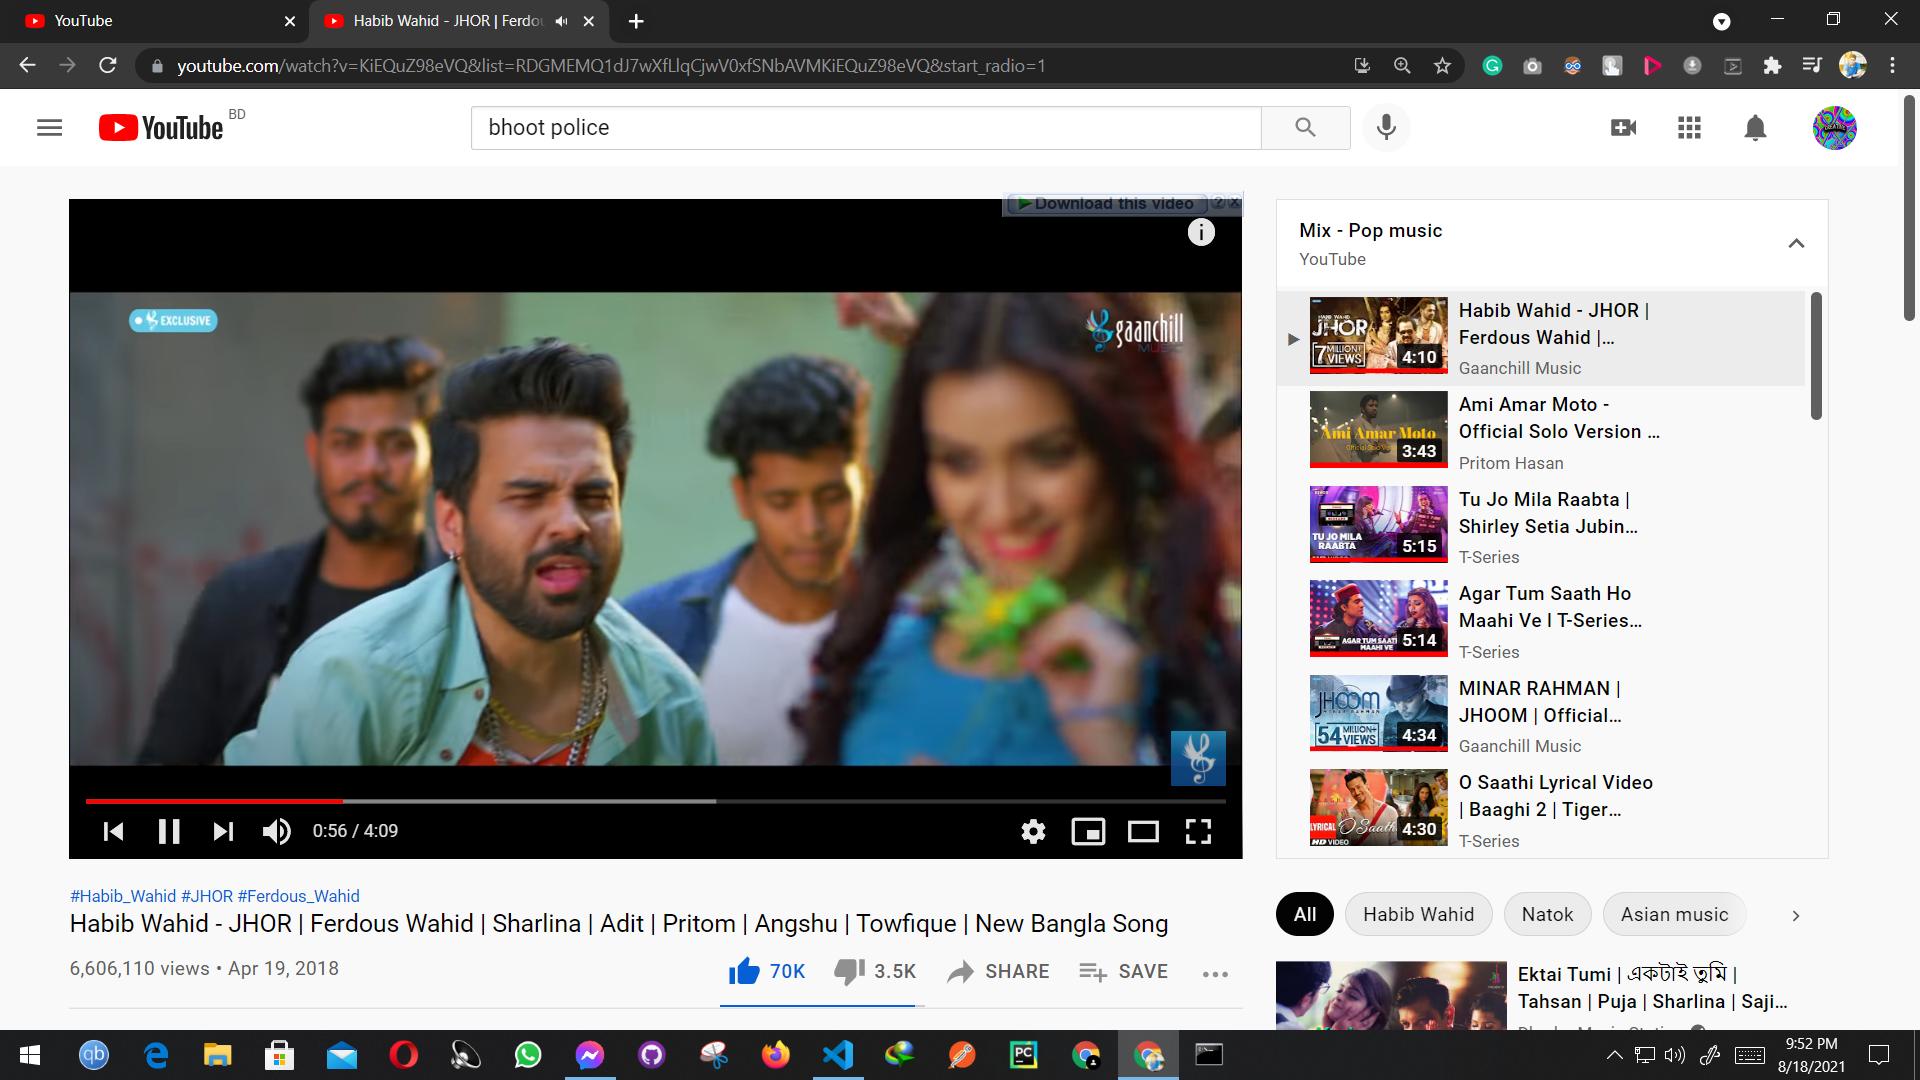 YouTube
Habib Wahid - JHOR | Ferdou
youtube.com/watch?v=KiEQuZ98eVQ&list=RDGMEMQ1dJ7wXfLlqCjwV0xfSNbAVMKiEQuZ98eVQ&start_radio=1
YouTube BD
bhoot police
Download this video
EXCLUSIVE
gaanchill
MUSIC
0:56 / 4:09
#Habib_Wahid #JHOR #Ferdous_Wahid
Habib Wahid - JHOR | Ferdous Wahid | Sharlina | Adit | Pritom | Angshu | Towfique | New Bangla Song
6,606,110 views • Apr 19, 2018
70K
3.5K
SHARE
SAVE
Mix - Pop music
YouTube
HABIB WAHID
JHOR
7 MILLION+
VIEWS
4:10
Habib Wahid - JHOR |
Ferdous Wahid |...
Gaanchill Music
Ami Amar Moto
3:43
Ami Amar Moto -
Official Solo Version ...
Pritom Hasan
TU JO MILA
RAABTA
5:15
Tu Jo Mila Raabta |
Shirley Setia Jubin...
T-Series
AGAR TUM SAATH
MAAHI VE
5:14
Agar Tum Saath Ho
Maahi Ve l T-Series...
T-Series
JHOOM
MINAR RAHMAN
54 MILLION+
VIEWS
4:34
MINAR RAHMAN |
JHOOM | Official...
Gaanchill Music
LYRICAL
O Saathi
HD VIDEO
4:30
O Saathi Lyrical Video
| Baaghi 2 | Tiger...
T-Series
All
Habib Wahid
Natok
Asian music
Ektai Tumi | একটাই তুমি |
Tahsan | Puja | Sharlina | Saji...
qb
PC
9:52 PM
8/18/2021